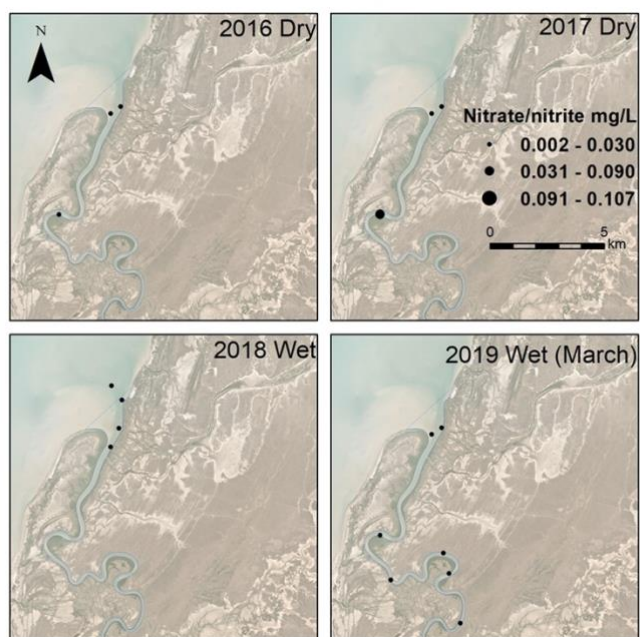 2016 Dry
N
2017 Dry
Nitrate/nitrite mg/L
0.002 - 0.030
0.031 - 0.090
0.091 - 0.107
0 5
km
2018 Wet
2019 Wet (March)